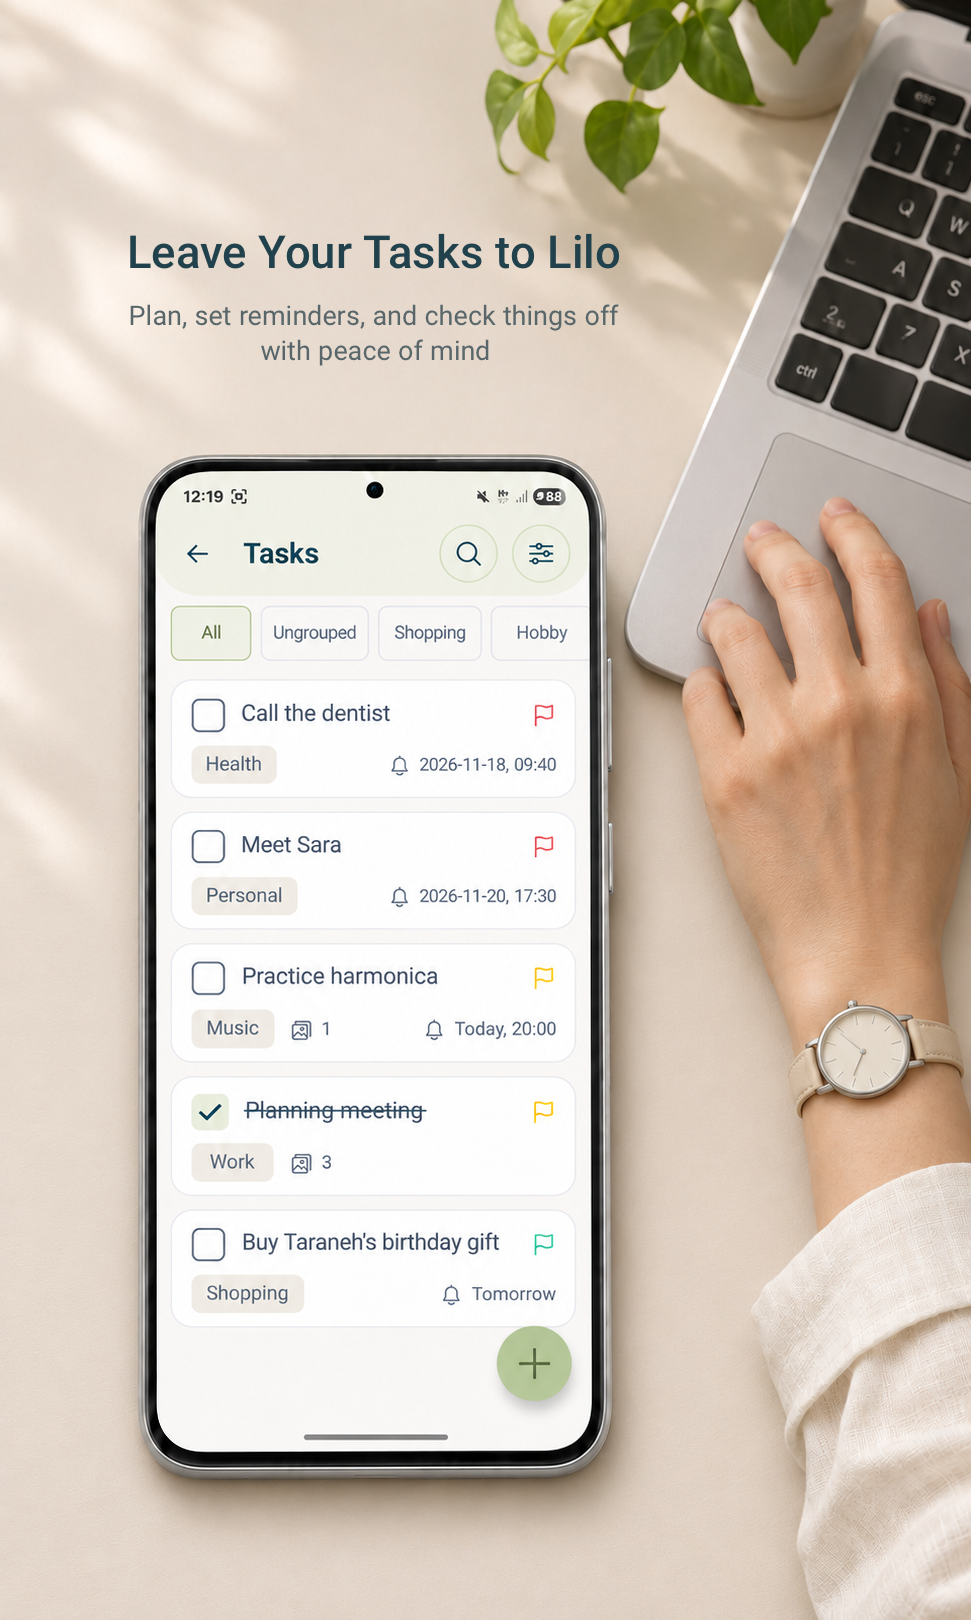 Leave Your Tasks to Lilo
Plan, set reminders, and check things off
with peace of mind
12:19
88
Tasks
All
Ungrouped
Shopping
Hobby
Call the dentist
Health
2026-11-18, 09:40
Meet Sara
Personal
2026-11-20, 17:30
Practice harmonica
Music
1
Today, 20:00
Planning meeting
Work
3
Buy Taraneh's birthday gift
Shopping
Tomorrow
esc
Q
W
A
S
X
ctrl